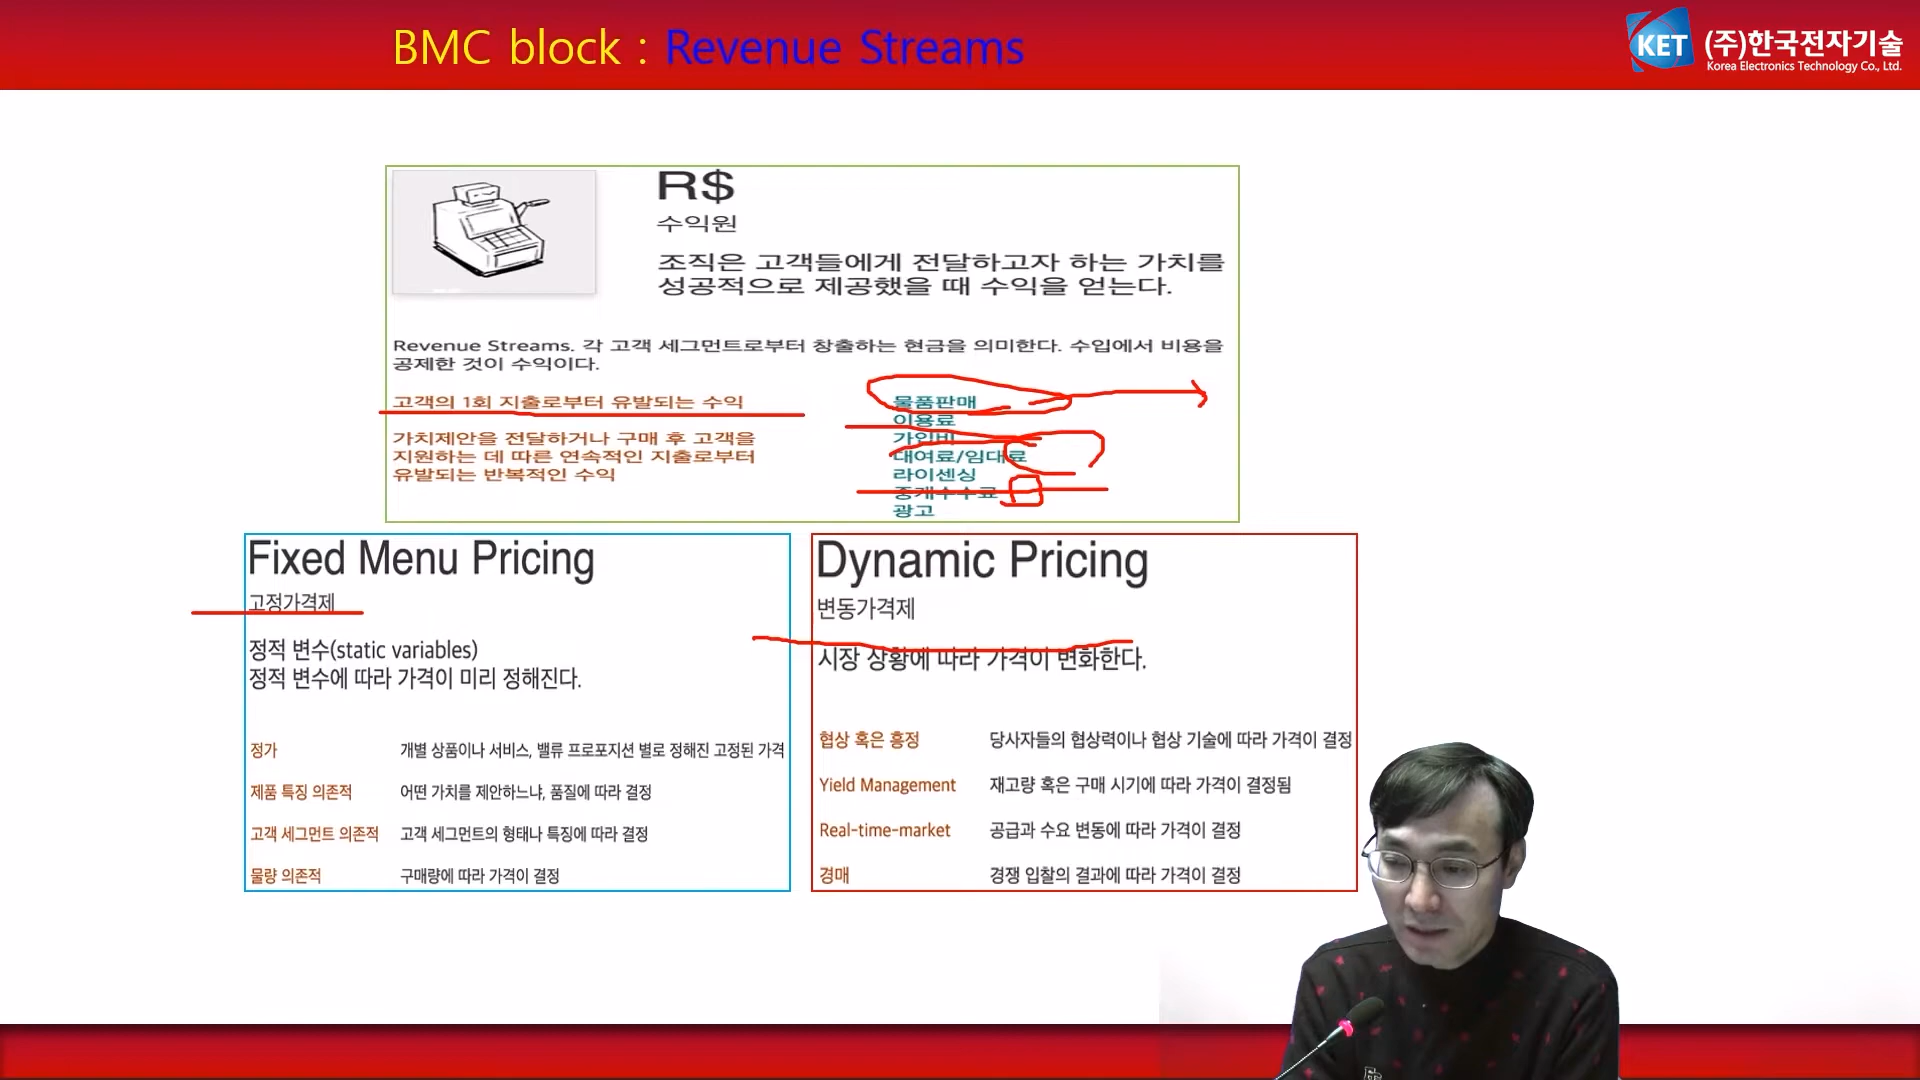 BMC block : Revenue Streams
KET
(주)한국전자기술
Korea Electronics Technology Co., Ltd.
R$
수익원
조직은 고객들에게 전달하고자 하는 가치를
성공적으로 제공했을 때 수익을 얻는다.
Revenue Streams. 각 고객 세그먼트로부터 창출하는 현금을 의미한다. 수입에서 비용을
공제한 것이 수익이다.
고객의 1회 지출로부터 유발되는 수익
가치제안을 전달하거나 구매 후 고객을
지원하는 데 따른 연속적인 지출로부터
유발되는 반복적인 수익
물품판매
이용료
가입비
대여료/임대료
라이센싱
중개수수료
광고
Fixed Menu Pricing
고정가격제
정적 변수(static variables)
정적 변수에 따라 가격이 미리 정해진다.
정가 개별 상품이나 서비스, 밸류 프로포지션 별로 정해진 고정된 가격
제품 특징 의존적 어떤 가치를 제안하느냐, 품질에 따라 결정
고객 세그먼트 의존적 고객 세그먼트의 형태나 특징에 따라 결정
물량 의존적 구매량에 따라 가격이 결정
Dynamic Pricing
변동가격제
시장 상황에 따라 가격이 변화한다.
협상 혹은 흥정 당사자들의 협상력이나 협상 기술에 따라 가격이 결정
Yield Management 재고량 혹은 구매 시기에 따라 가격이 결정됨
Real-time-market 공급과 수요 변동에 따라 가격이 결정
경매 경쟁 입찰의 결과에 따라 가격이 결정